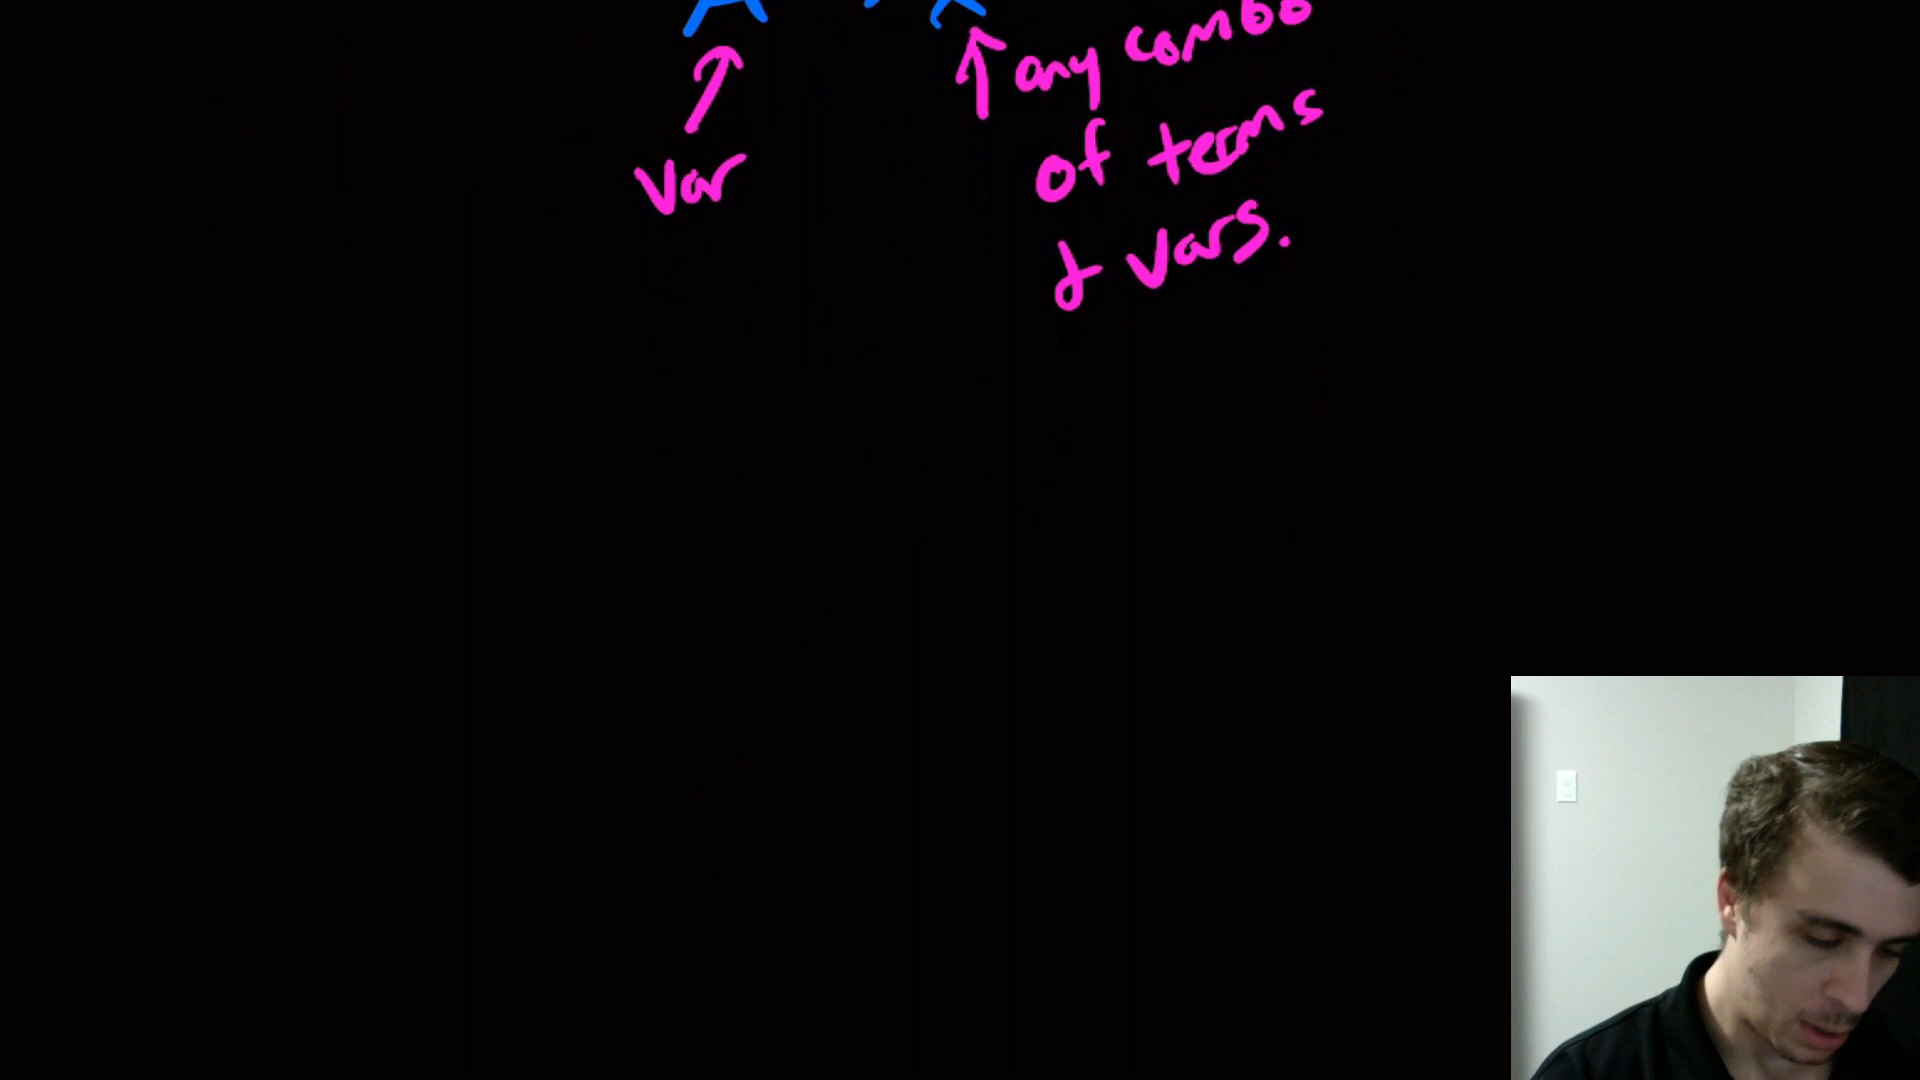 A
any combo
of terms
Var
& vars.